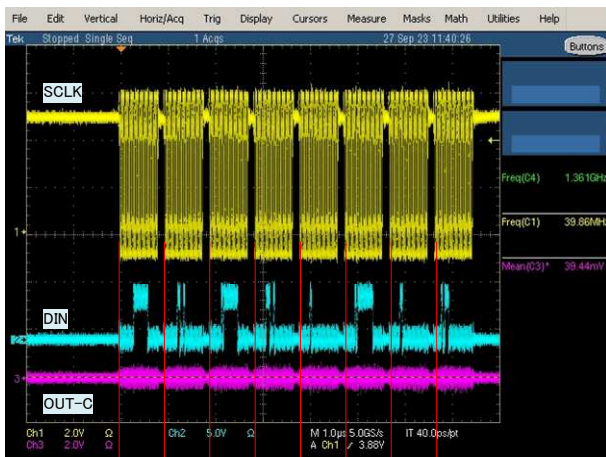 File Edit Vertical Horiz/Acq Trig Display Cursors Measure Masks Math Utilities Help
Tek Stopped Single Seq 1 Acqs 27 Sep 23 11:40:26 Buttons
SCLK
Freq(C4) 1.361GHz
Freq(C1) 39.86MHz
1
Mean(C3)* 39.44mV
DIN
2
3
OUT-C
Ch1 2.0V Ω Ch2 5.0V Ω M 1.0µs 5.0GS/s IT 40.0ps/pt
Ch3 2.0V Ω A Ch1 ∕ 3.88V